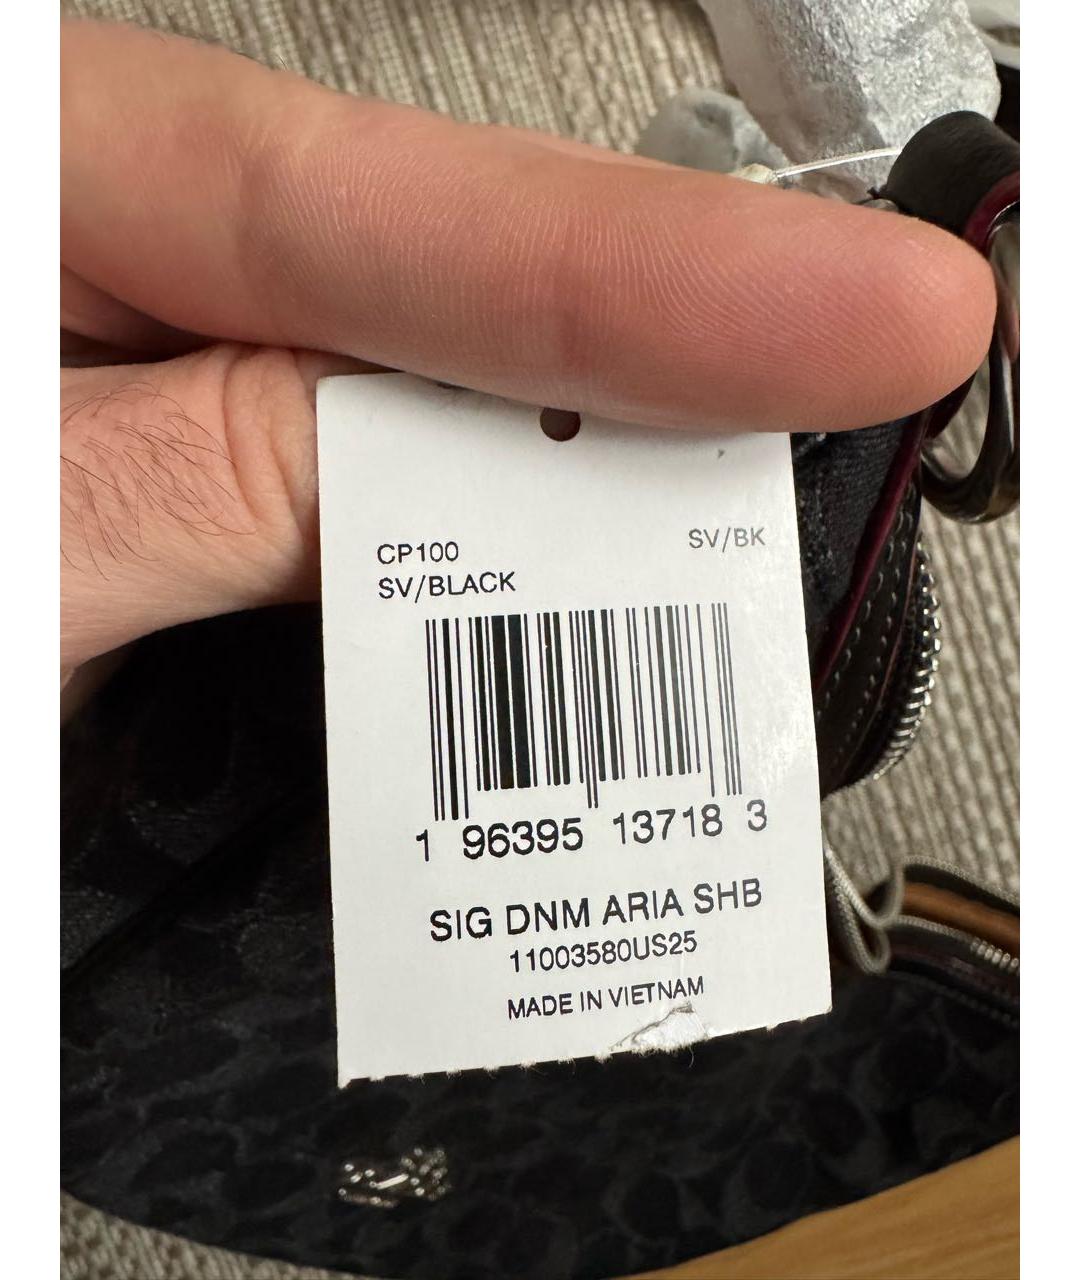 CP100 SV/BK
SV/BLACK
1 96395 13718 3
SIG DNM ARIA SHB
11003580US25
MADE IN VIETNAM